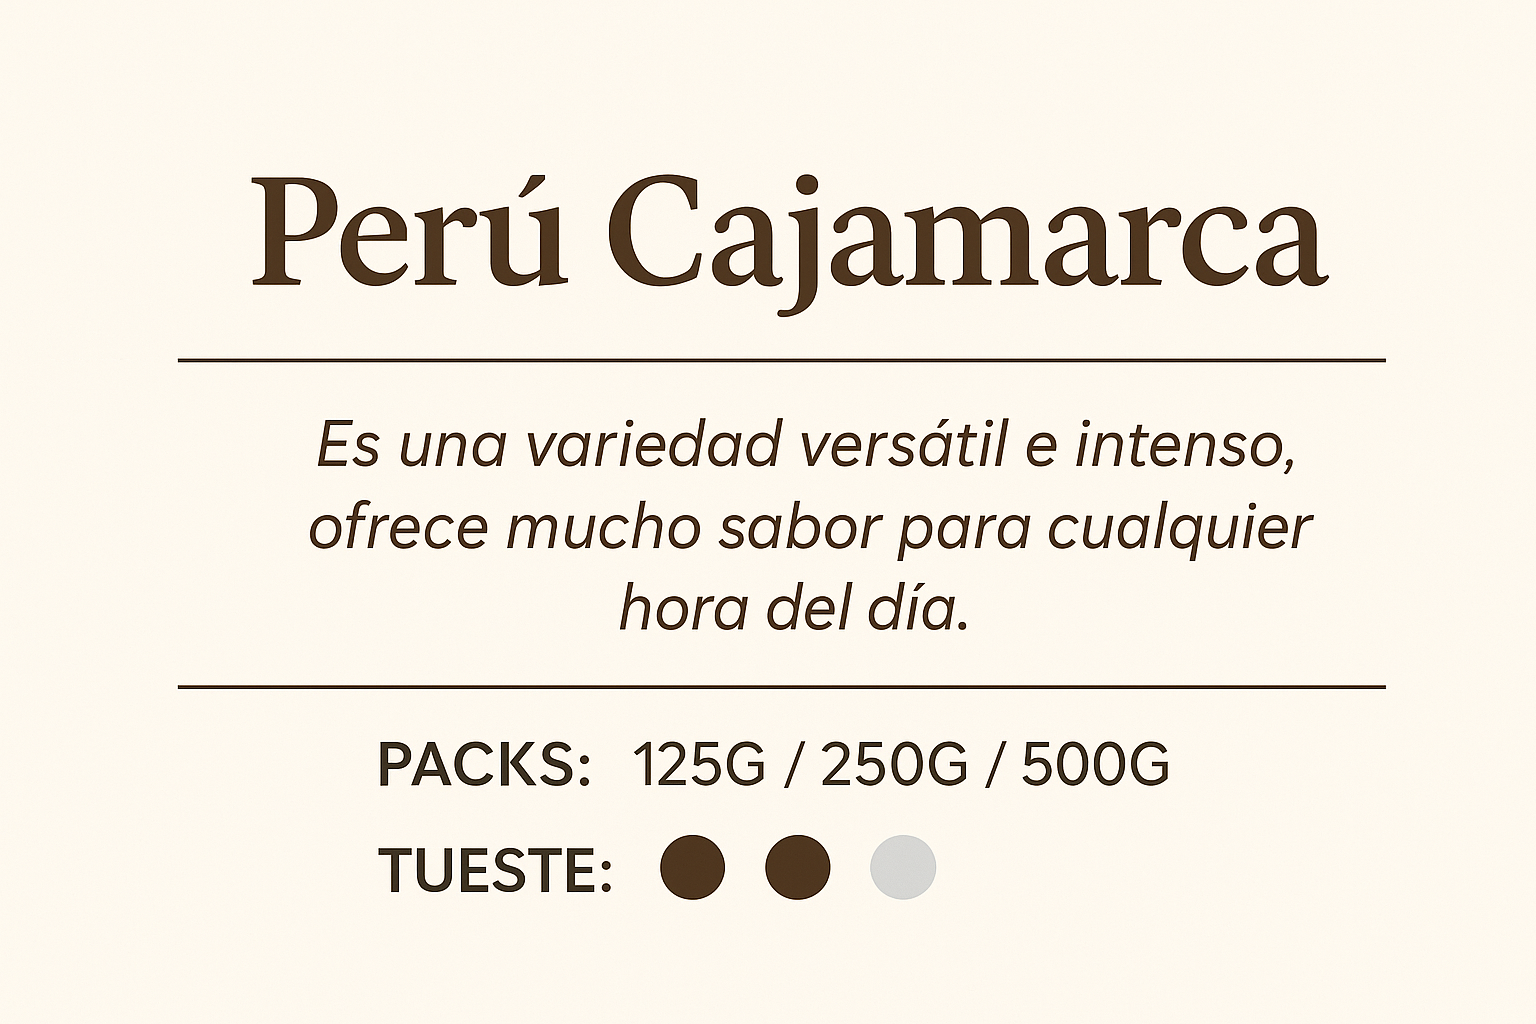 Perú Cajamarca
Es una variedad versátil e intenso,
ofrece mucho sabor para cualquier
hora del día.
PACKS: 125G / 250G / 500G
TUESTE: